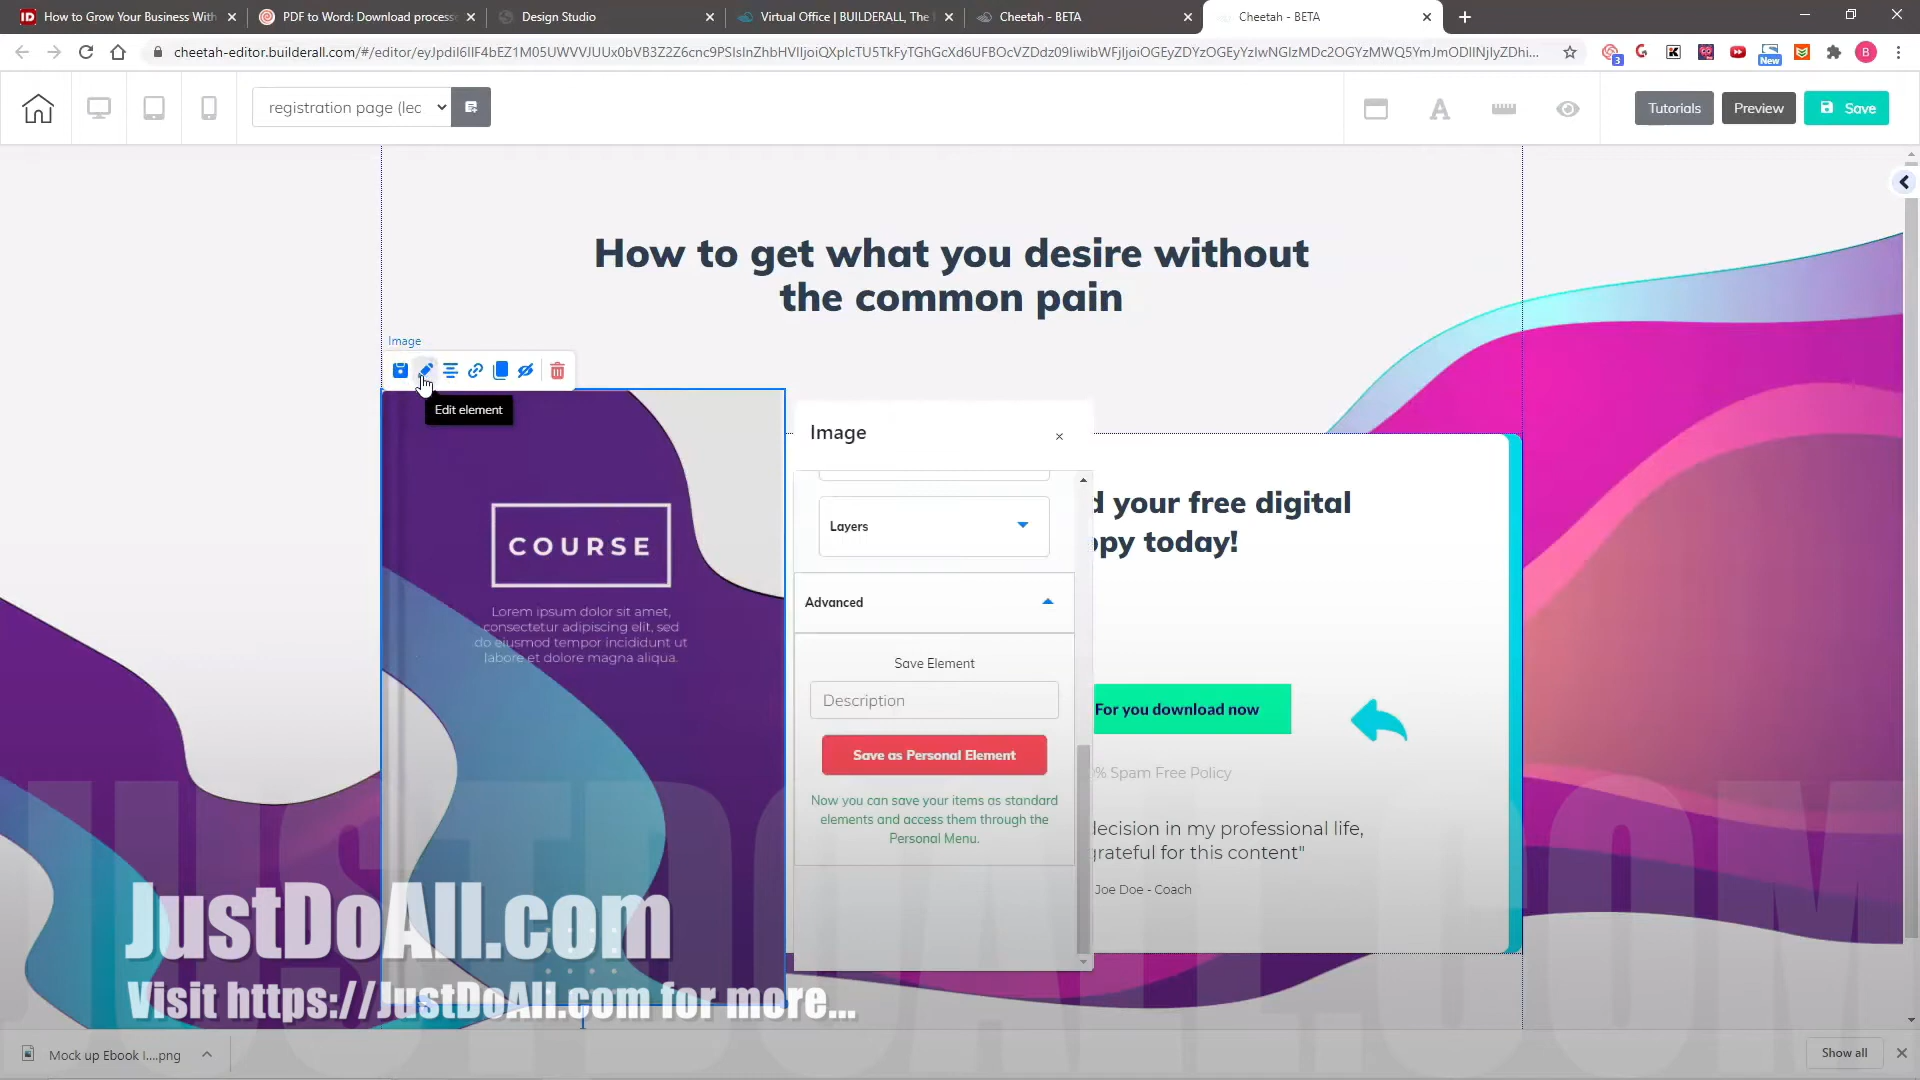 How to Grow Your Business With
PDF to Word: Download process
Design Studio
Virtual Office | BUILDERALL, The
Cheetah - BETA
Cheetah - BETA
registration page (lec
Tutorials
Preview
Save
How to get what you desire without
the common pain
Image
Edit element
COURSE
Lorem ipsum dolor sit amet,
consectetur adipiscing elit, sed
do eiusmod tempor incididunt ut
labore et dolore magna aliqua.
Image
Layers
Advanced
Save Element
Description
Save as Personal Element
Now you can save your items as standard
elements and access them through the
Personal Menu.
d your free digital
opy today!
For you download now
% Spam Free Policy
decision in my professional life,
grateful for this content"
Joe Doe - Coach
JUSTDOALL.COM
JustDoAll.com
Visit https://JustDoAll.com for more...
Mock up Ebook I....png
Show all